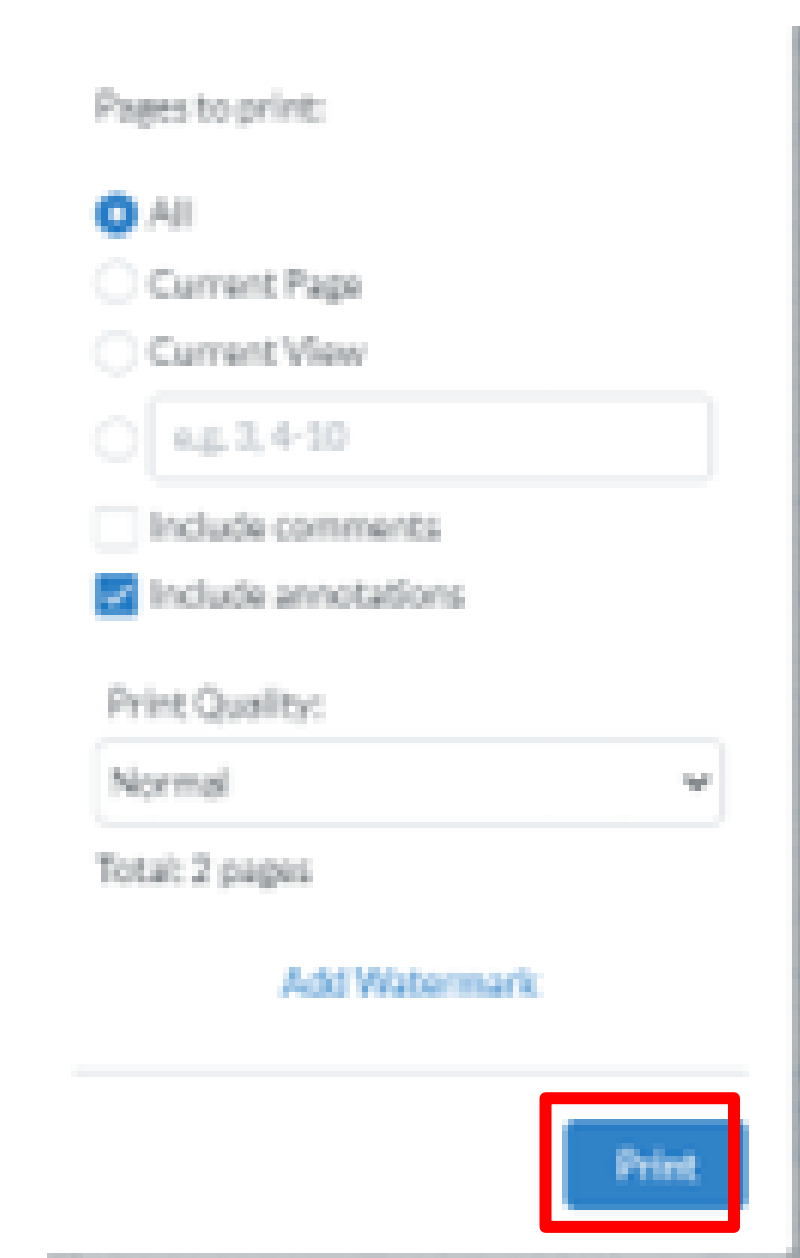 Pages to print:
All
Current Page
Current View
e.g. 3, 4-10
Include comments
Include annotations
Print Quality:
Normal
Total: 2 pages
Add Watermark
Print